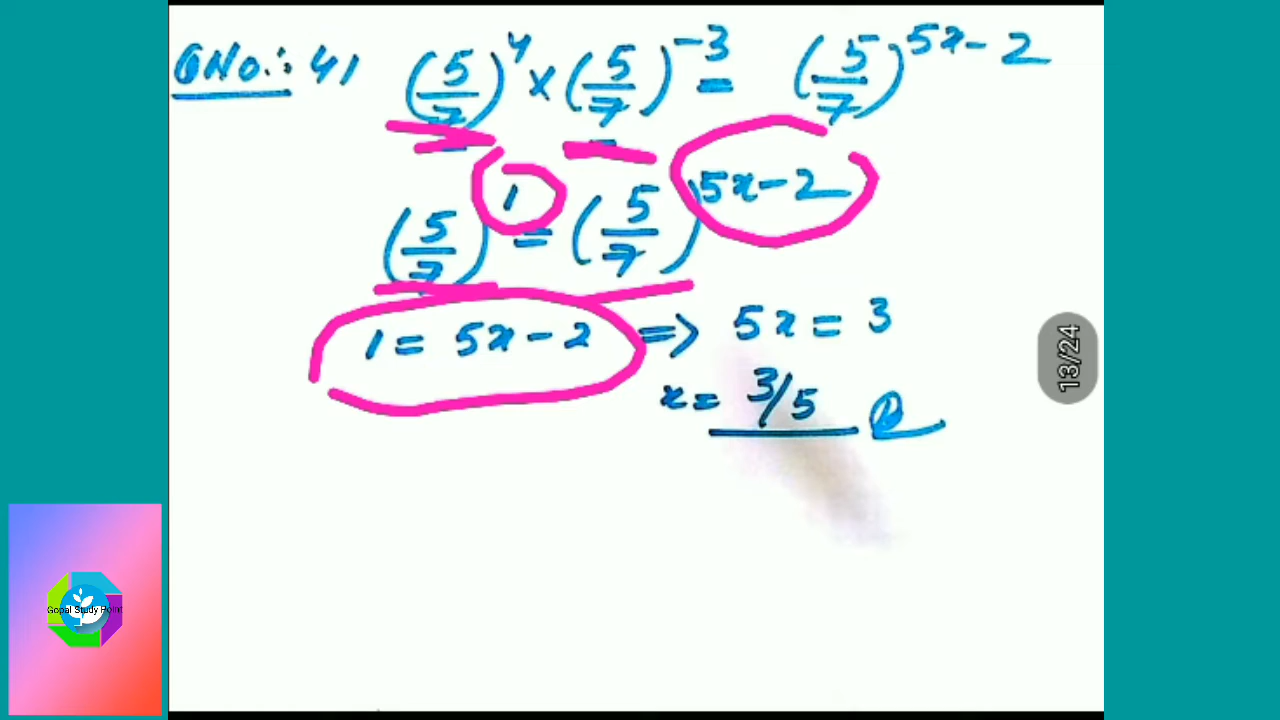 QNo.: 41 (5/7)^4 × (5/7)^-3 = (5/7)^5x-2
(5/7)^1 = (5/7)^5x-2
1 = 5x-2 => 5x = 3
x = 3/5
13/24
Gopal Study Point